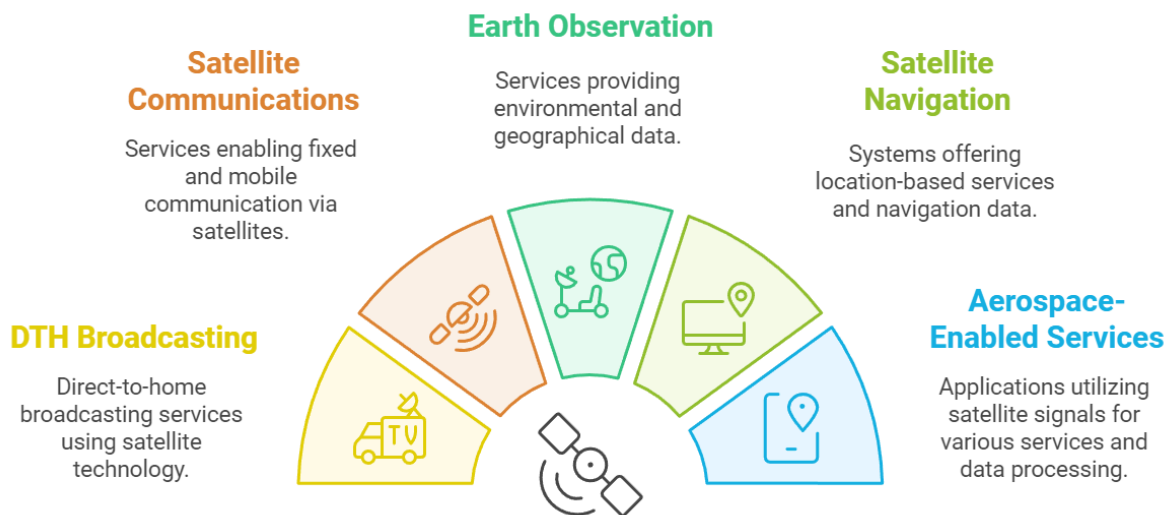 Earth Observation
Services providing
environmental and
geographical data.
Satellite
Communications
Services enabling fixed
and mobile
communication via
satellites.
Satellite
Navigation
Systems offering
location-based services
and navigation data.
DTH Broadcasting
Direct-to-home
broadcasting services
using satellite
technology.
Aerospace-
Enabled Services
Applications utilizing
satellite signals for
various services and
data processing.
TV